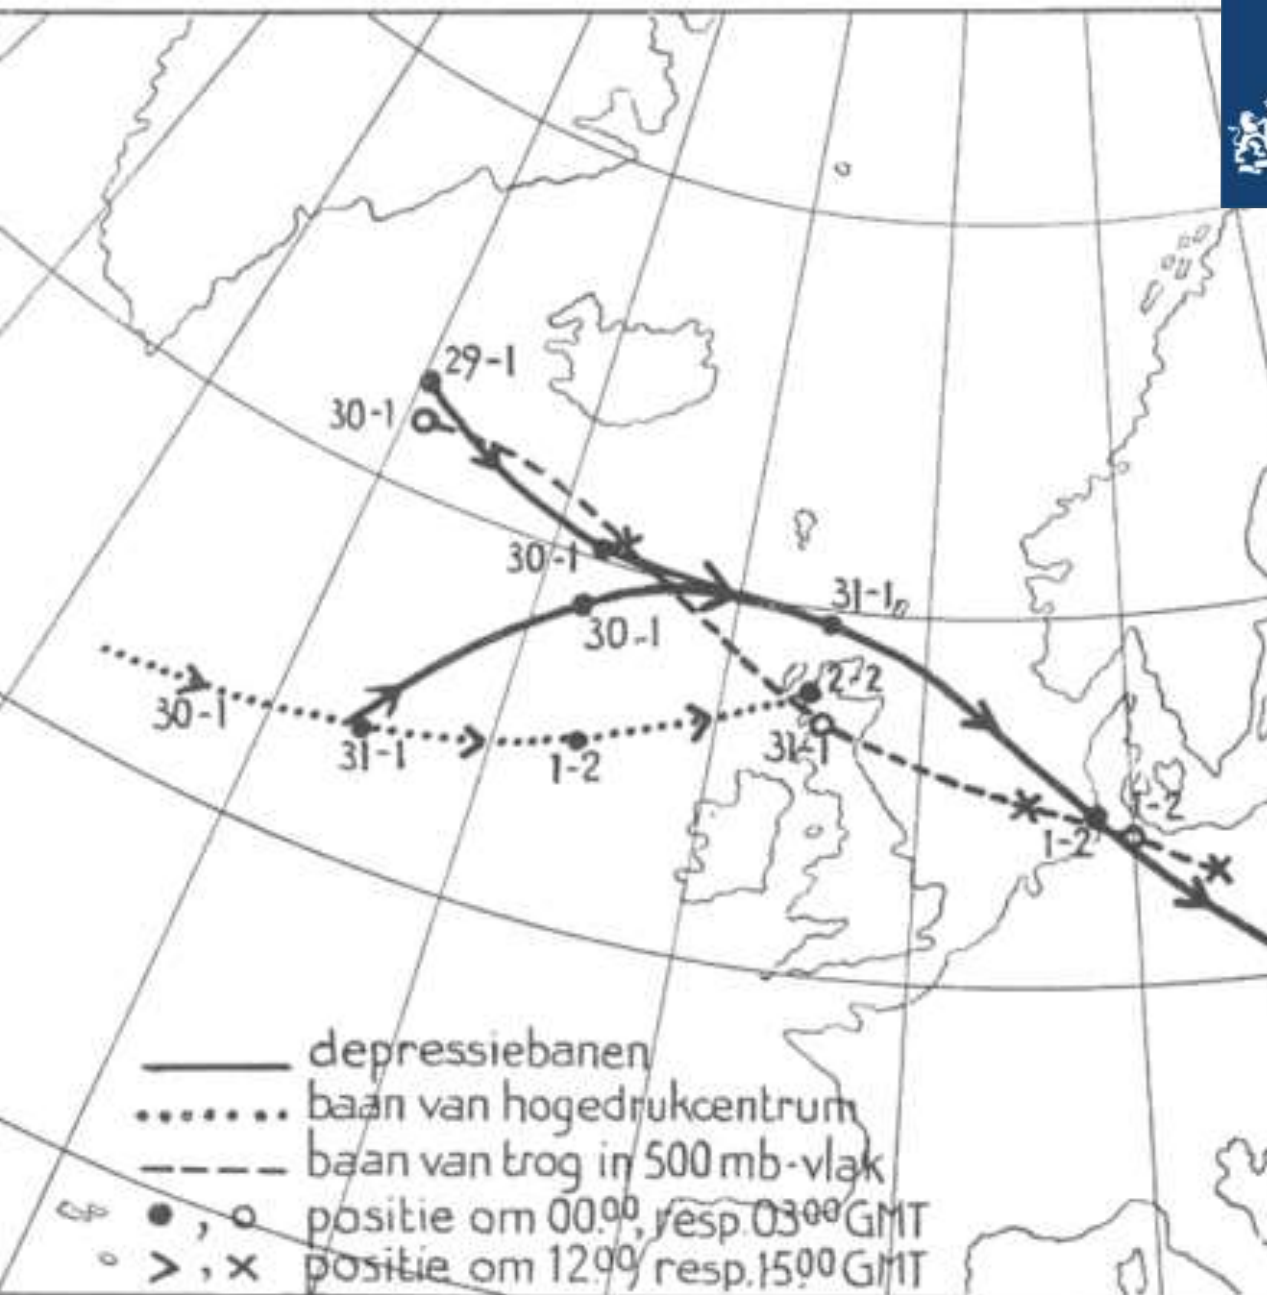 29-1
30-1
30-1
31-1
30-1
2-2
30-1
31-1
31-1
1-2
1-2
1-2
depressiebanen
baan van hogedrukcentrum
baan van trog in 500 mb-vlak
positie om 00.00, resp. 03.00 GMT
positie om 12.00, resp. 15.00 GMT